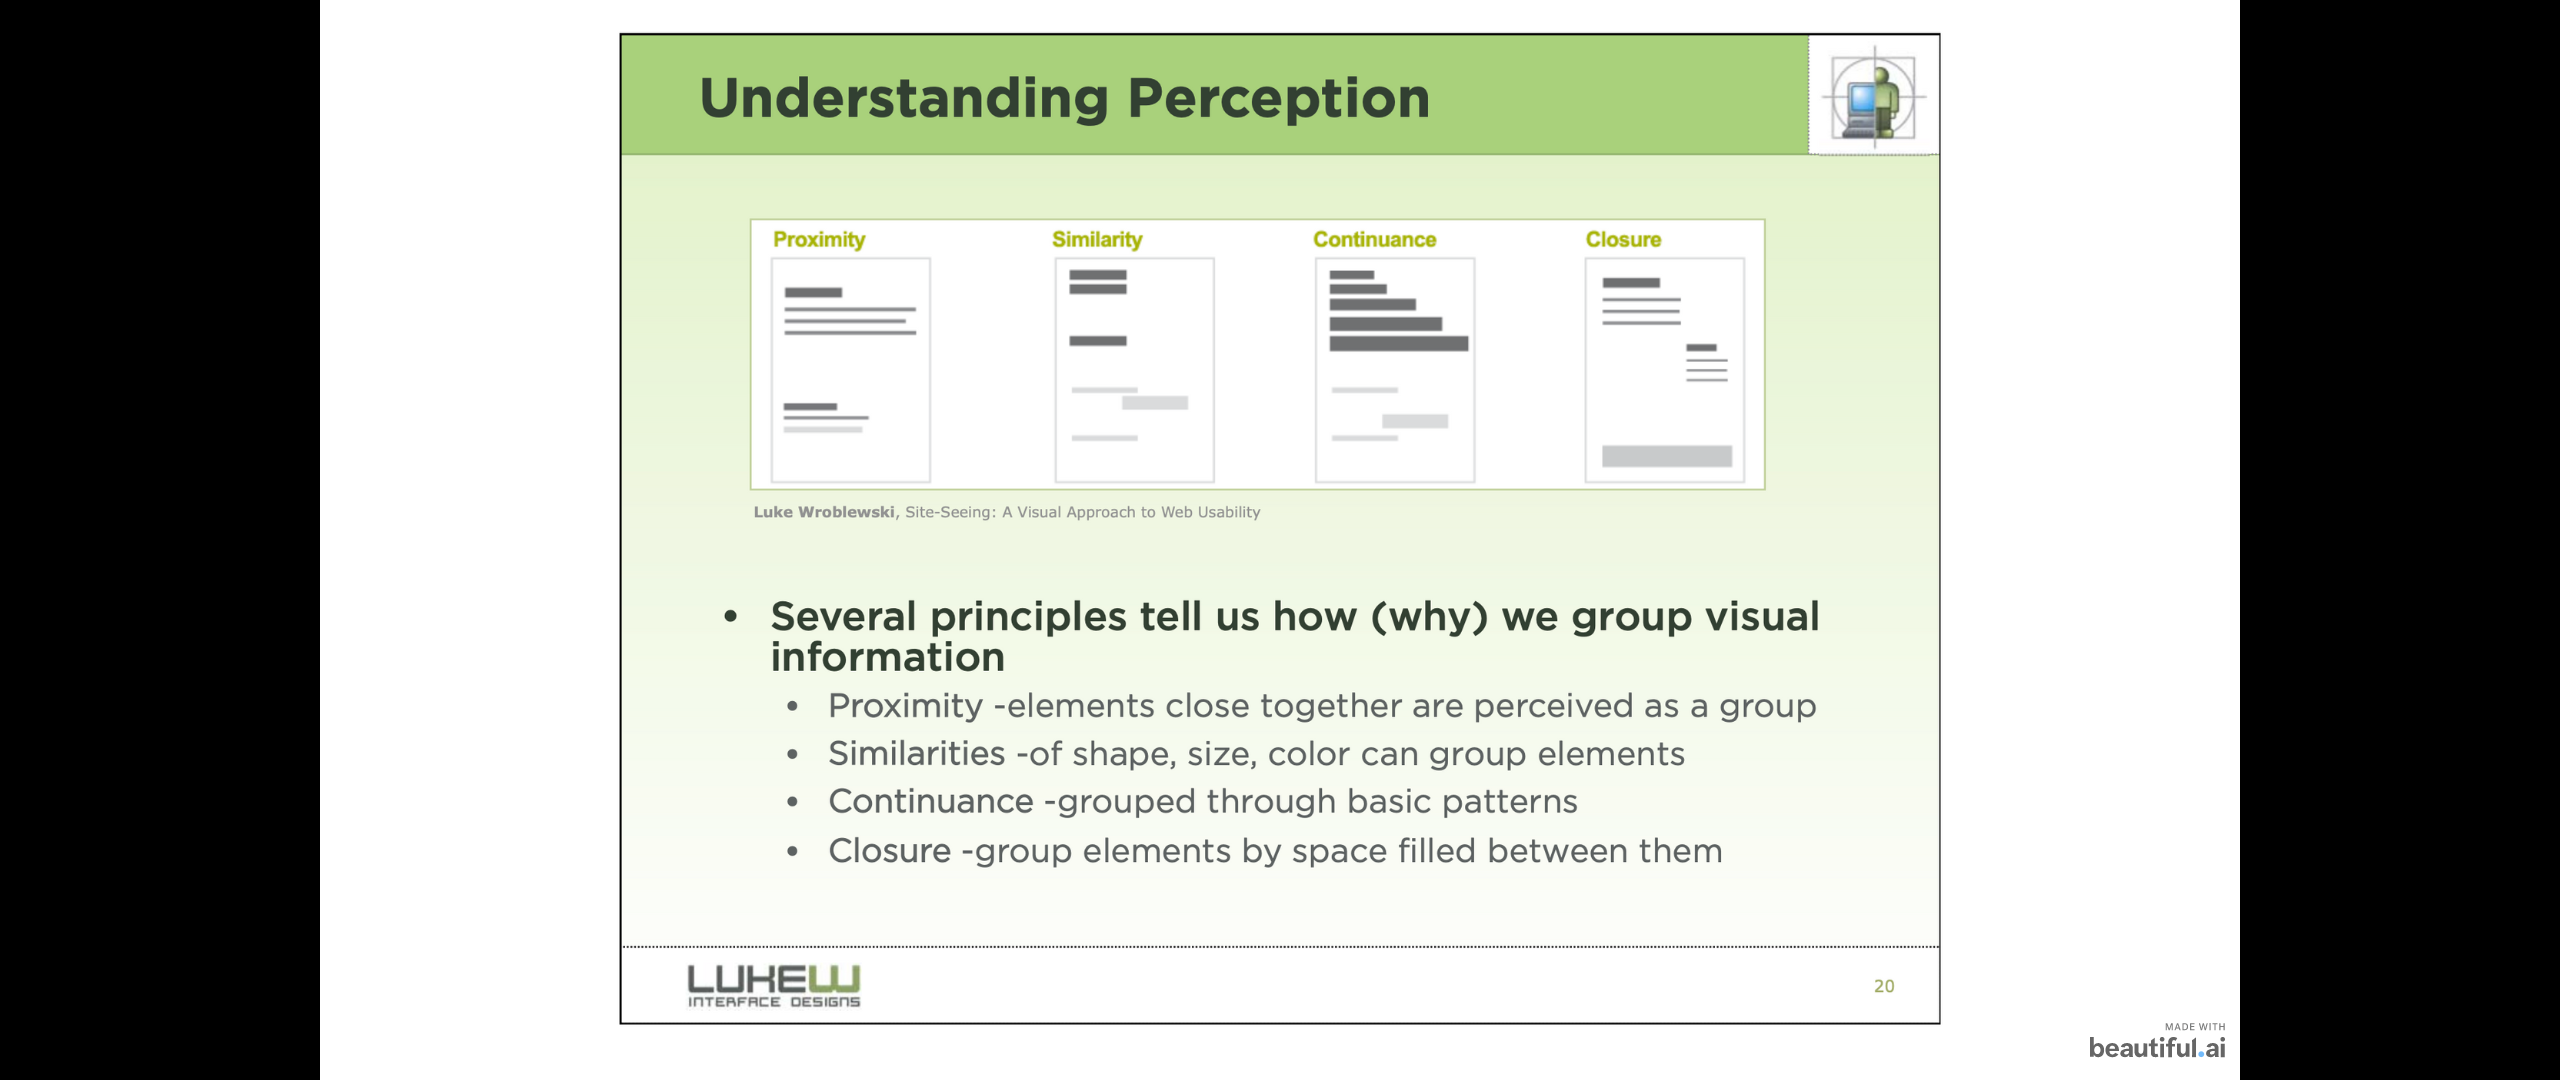 Understanding Perception
Proximity
Similarity
Continuance
Closure
Luke Wroblewski, Site-Seeing: A Visual Approach to Web Usability
• Several principles tell us how (why) we group visual
information
• Proximity -elements close together are perceived as a group
• Similarities -of shape, size, color can group elements
• Continuance -grouped through basic patterns
• Closure -group elements by space filled between them
LUKEW
INTERFACE DESIGNS
20
MADE WITH
beautiful.ai